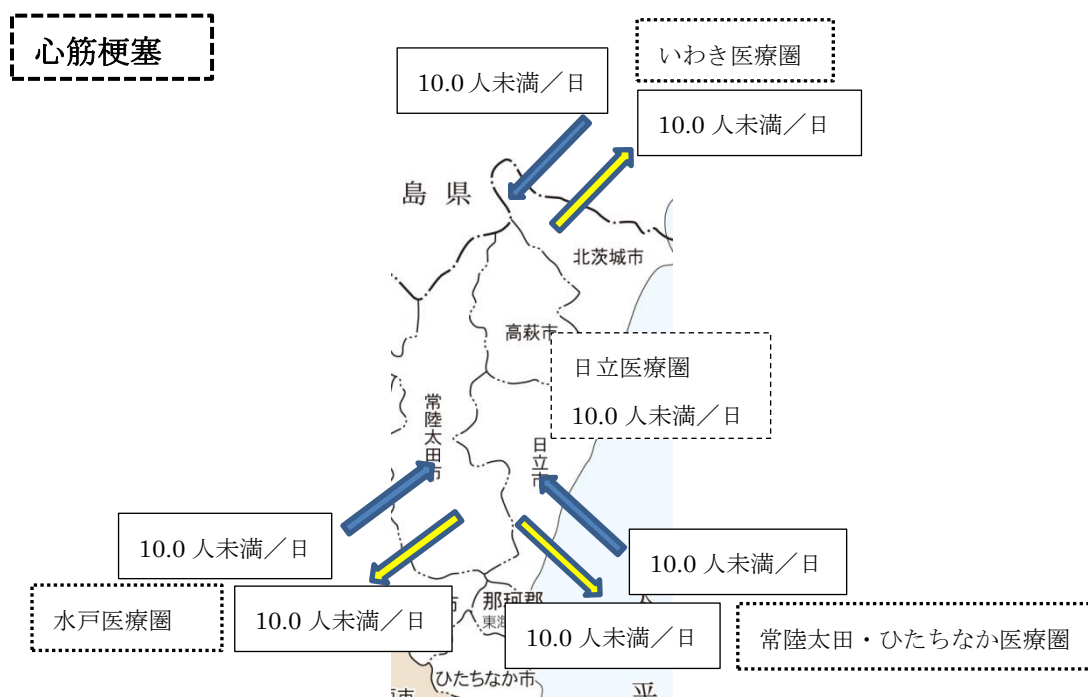 心筋梗塞
いわき医療圏
10.0 人未満／日
10.0 人未満／日
島 県
北茨城市
高萩市
日立医療圏
10.0 人未満／日
常陸太田市
日立市
10.0 人未満／日
10.0 人未満／日
水戸医療圏
10.0 人未満／日
市
那珂郡
東海
10.0 人未満／日
常陸太田・ひたちなか医療圏
ひたちなか市
市
平